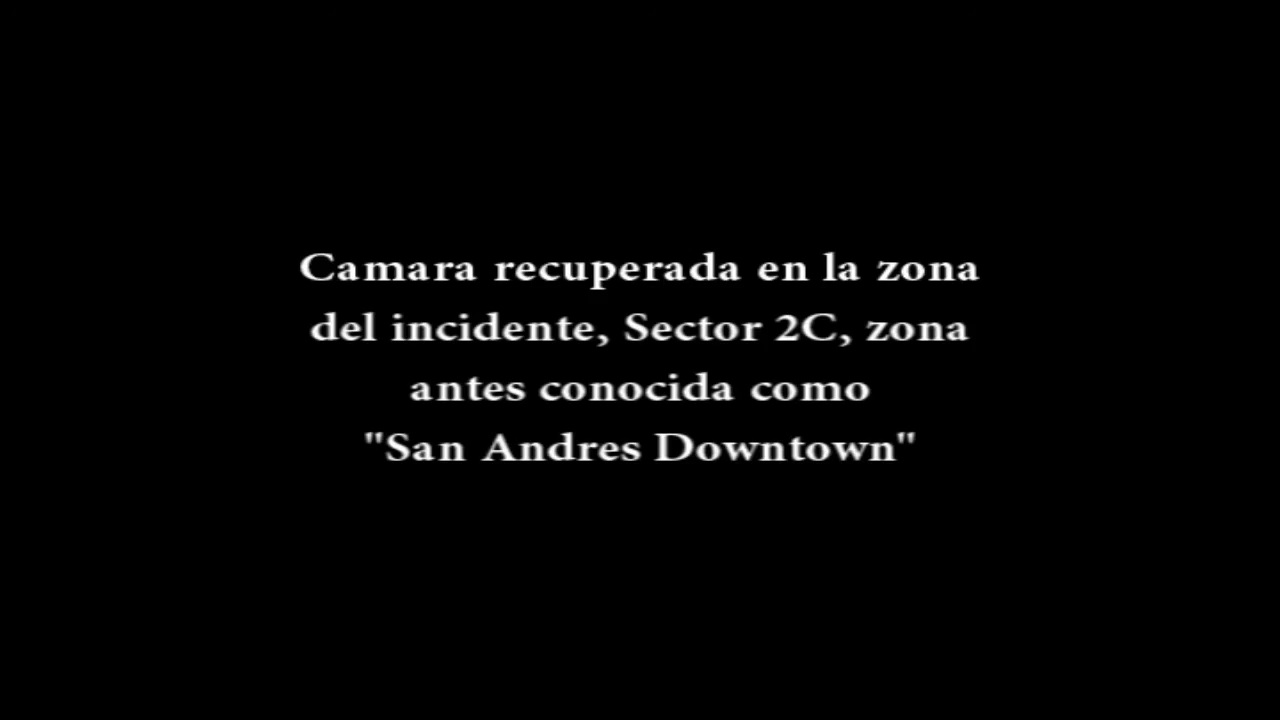 Camara recuperada en la zona
del incidente, Sector 2C, zona
antes conocida como
"San Andres Downtown"